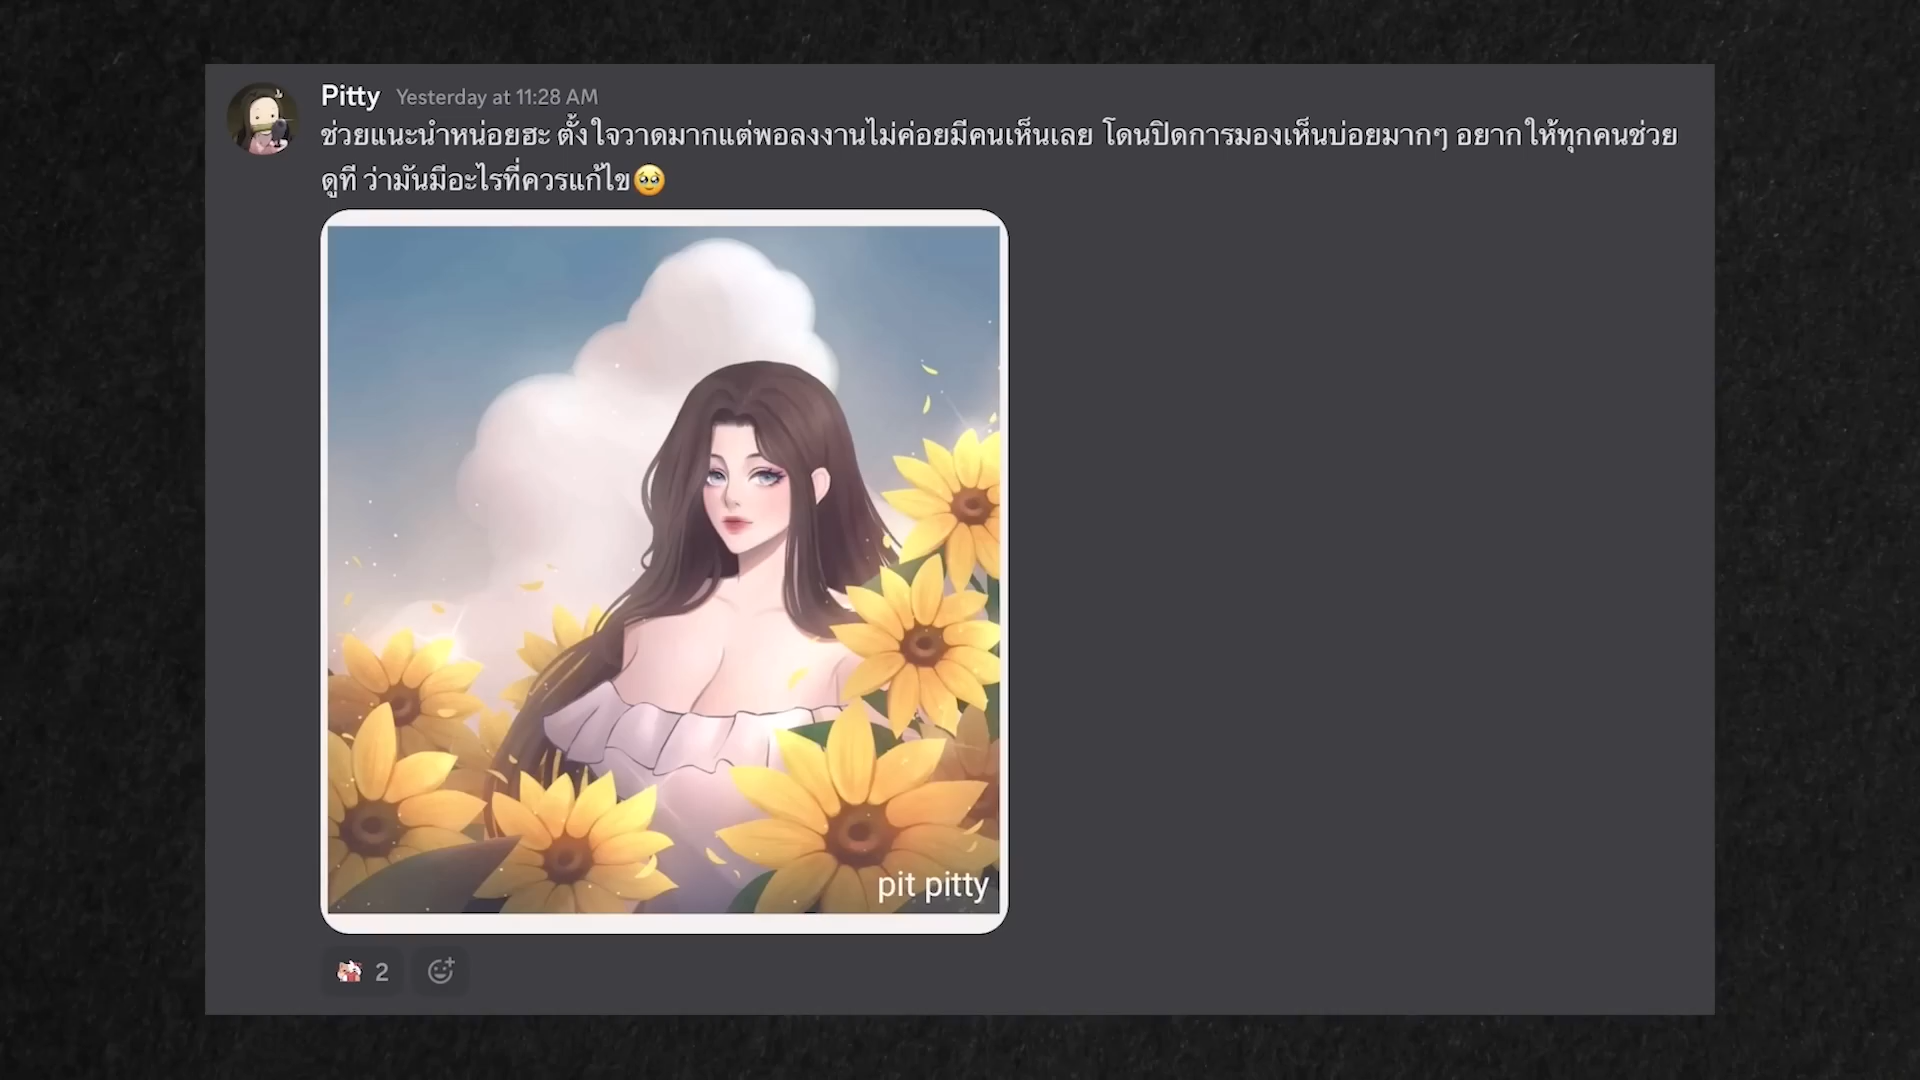 Pitty Yesterday at 11:28 AM
ช่วยแนะนำหน่อยฮะ ตั้งใจวาดมากแต่พอลงงานไม่ค่อยมีคนเห็นเลย โดนปิดการมองเห็นบ่อยมากๆ อยากให้ทุกคนช่วย
ดูที ว่ามันมีอะไรที่ควรแก้ไข🥹
pit pitty
2